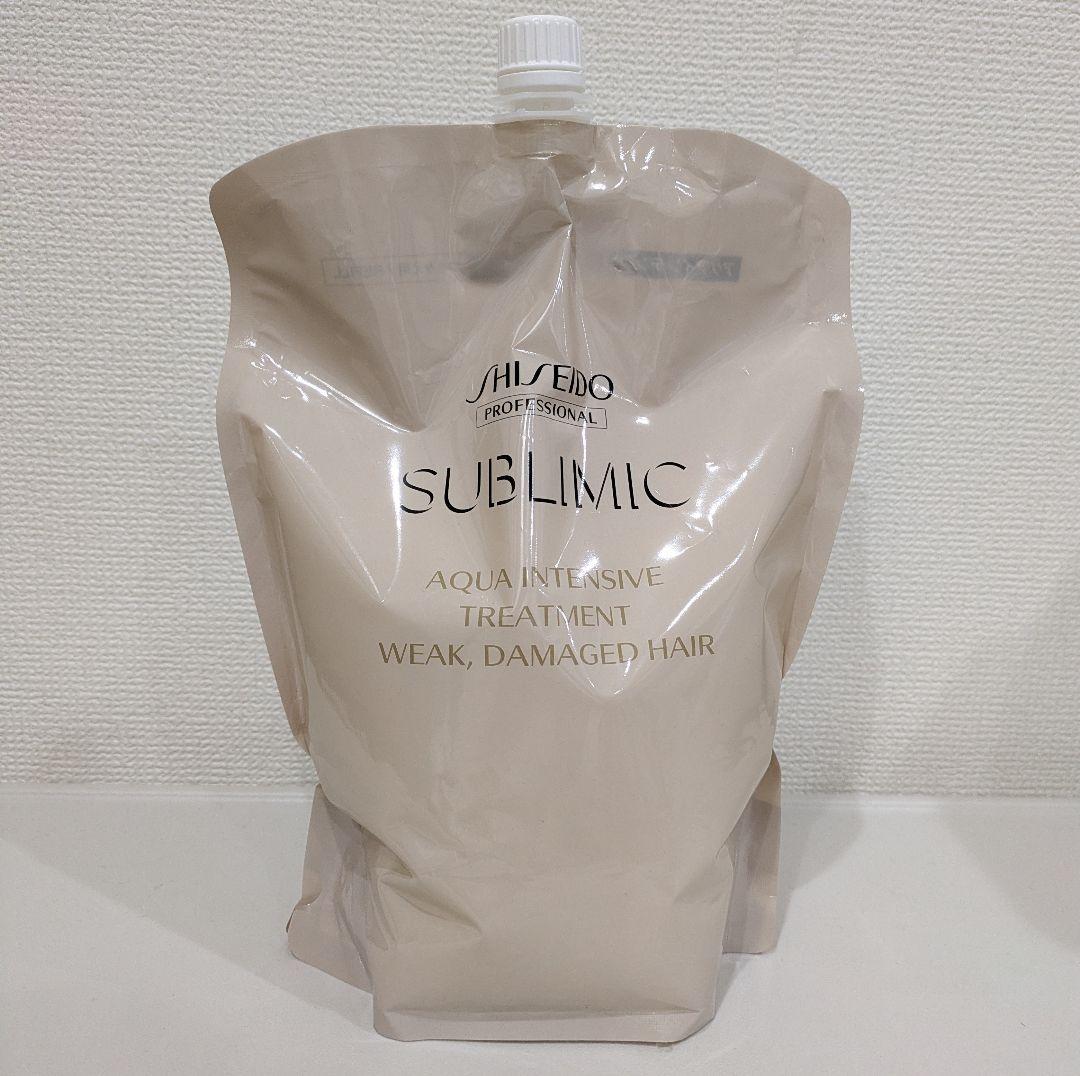 SHISEIDO
PROFESSIONAL
SUBLIMIC
AQUA INTENSIVE
TREATMENT
WEAK, DAMAGED HAIR